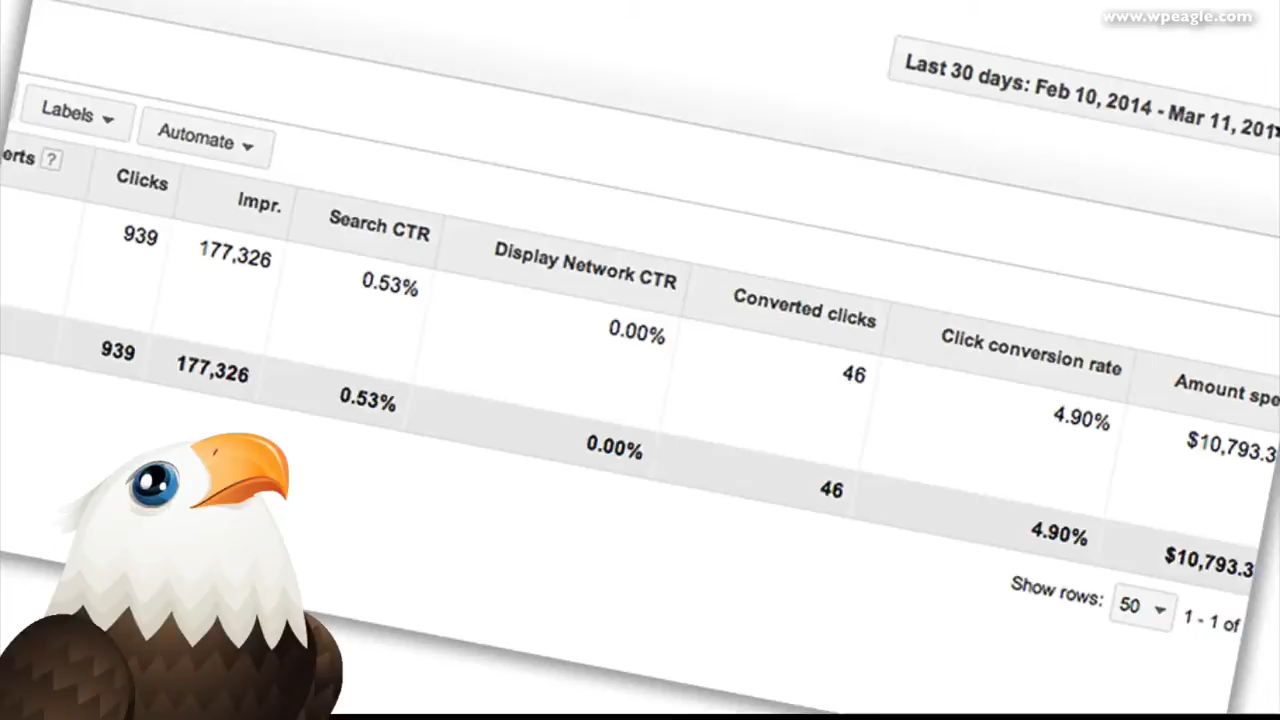 www.wpeagle.com
Last 30 days: Feb 10, 2014 - Mar 11, 201
Labels Automate
erts ? Clicks Impr. Search CTR Display Network CTR Converted clicks Click conversion rate Amount spe
939 177,326 0.53% 0.00% 46 4.90% $10,793.3
939 177,326 0.53% 0.00% 46 4.90% $10,793.3
Show rows: 50 1 - 1 of